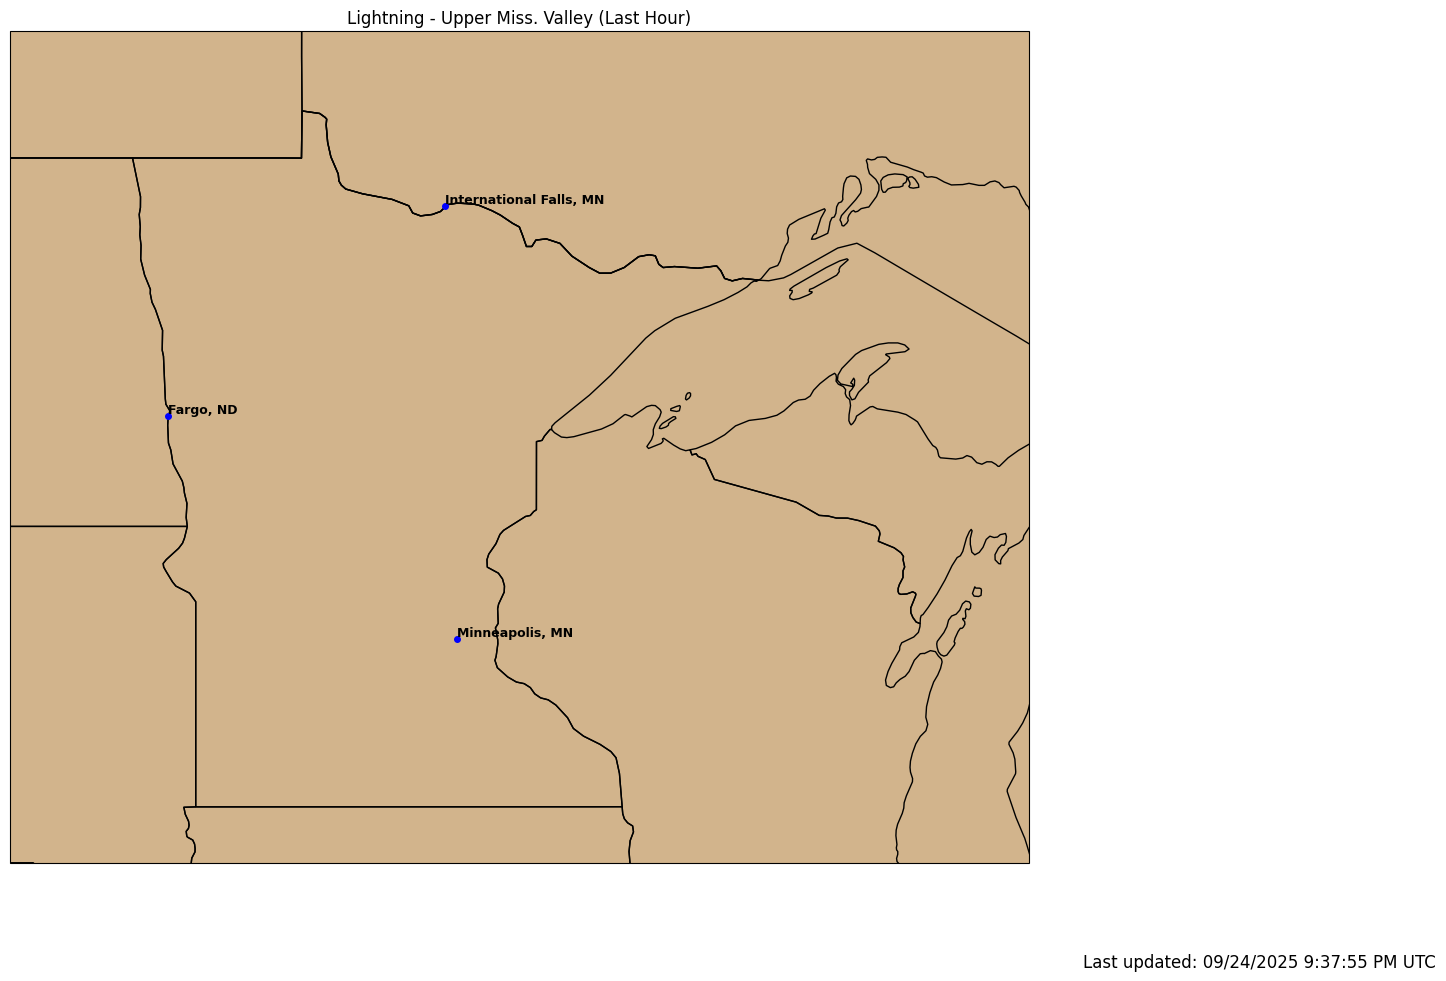 Lightning - Upper Miss. Valley (Last Hour)
International Falls, MN
Fargo, ND
Minneapolis, MN
Last updated: 09/24/2025 9:37:55 PM UTC